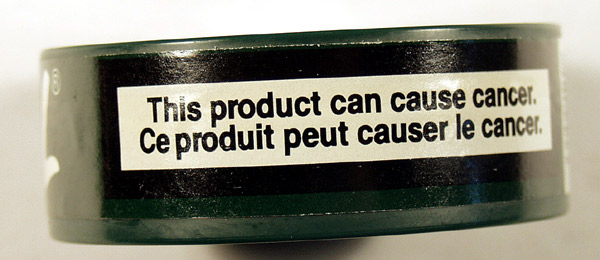 This product can cause cancer.
Ce produit peut causer le cancer.
®